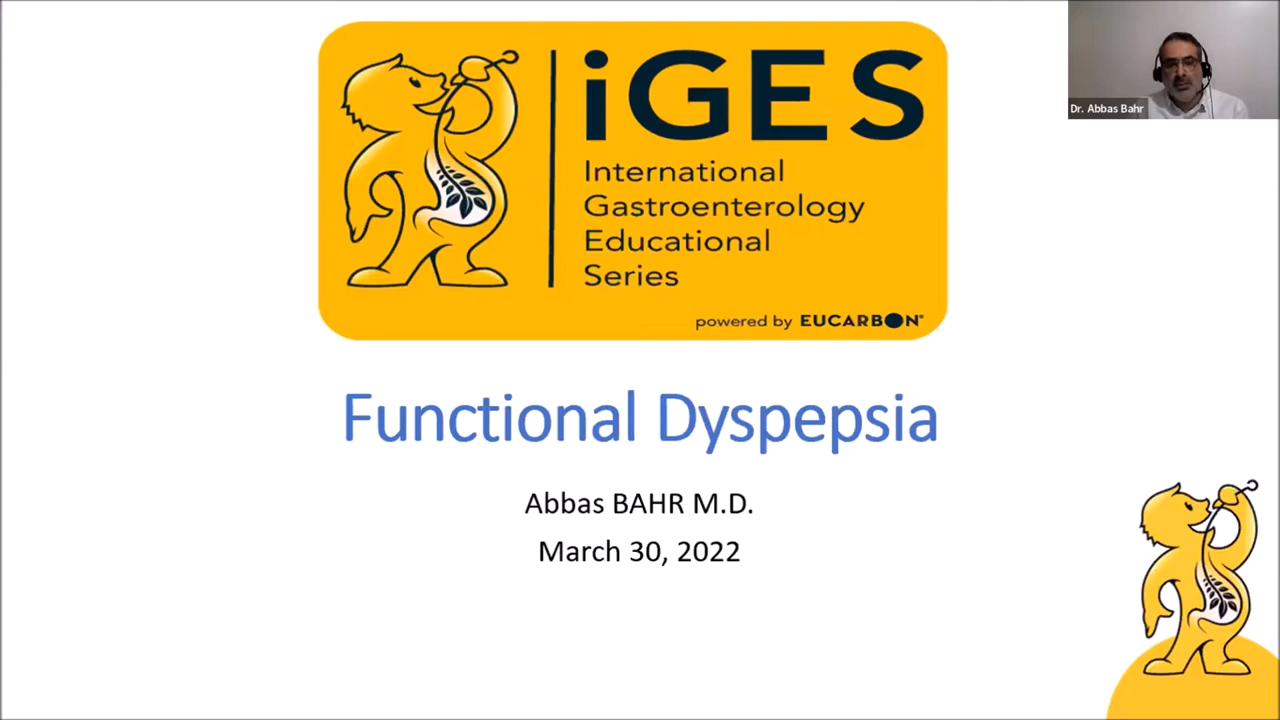 iGES
International
Gastroenterology
Educational
Series
powered by EUCARBON®
Dr. Abbas Bahr
Functional Dyspepsia
Abbas BAHR M.D.
March 30, 2022